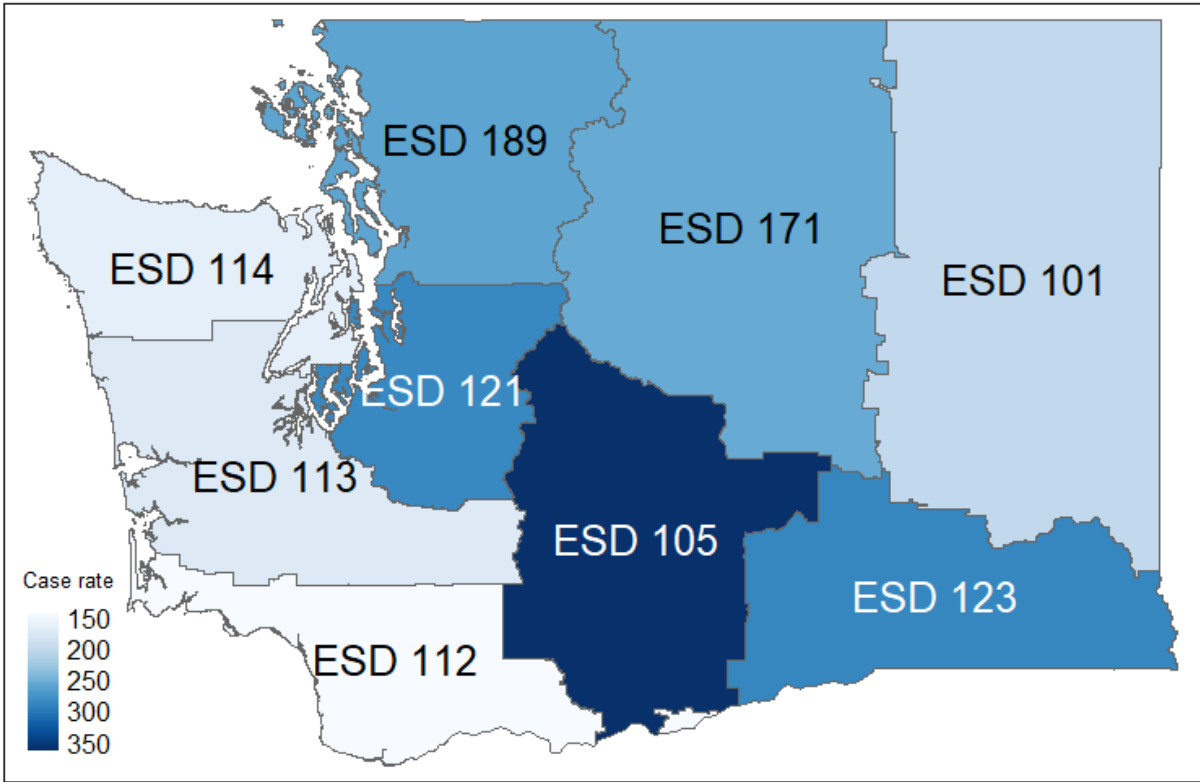 ESD 189
ESD 171
ESD 114
ESD 101
ESD 121
ESD 113
ESD 105
ESD 123
ESD 112
Case rate
150
200
250
300
350